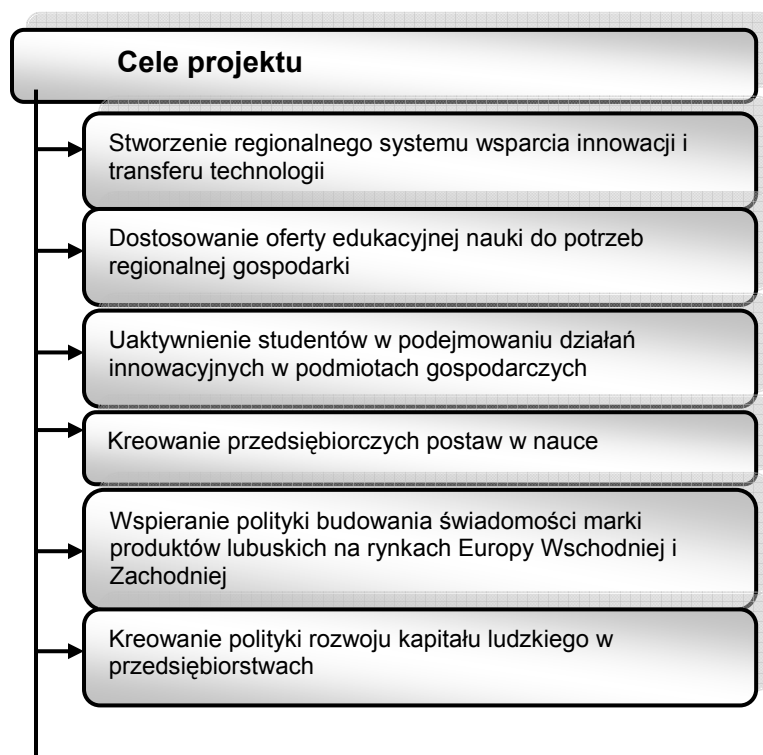 Cele projektu
Stworzenie regionalnego systemu wsparcia innowacji i
transferu technologii
Dostosowanie oferty edukacyjnej nauki do potrzeb
regionalnej gospodarki
Uaktywnienie studentów w podejmowaniu działań
innowacyjnych w podmiotach gospodarczych
Kreowanie przedsiębiorczych postaw w nauce
Wspieranie polityki budowania świadomości marki
produktów lubuskich na rynkach Europy Wschodniej i
Zachodniej
Kreowanie polityki rozwoju kapitału ludzkiego w
przedsiębiorstwach